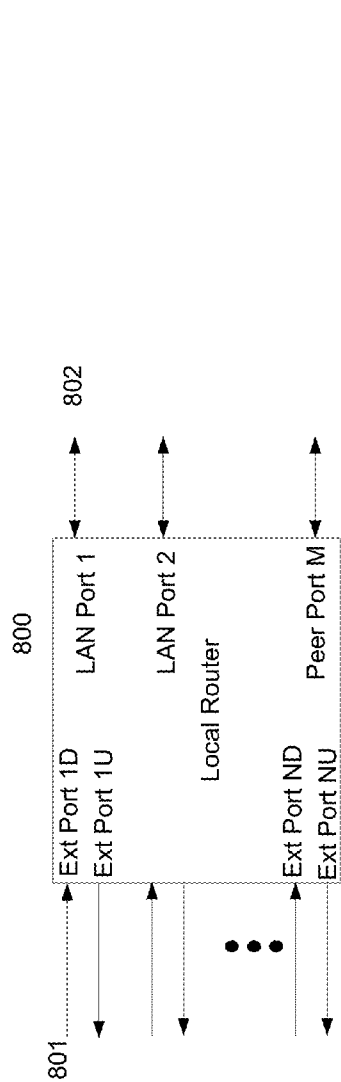 800
801
802
Ext Port 1D
Ext Port 1U
LAN Port 1
LAN Port 2
Local Router
Ext Port ND
Ext Port NU
Peer Port M